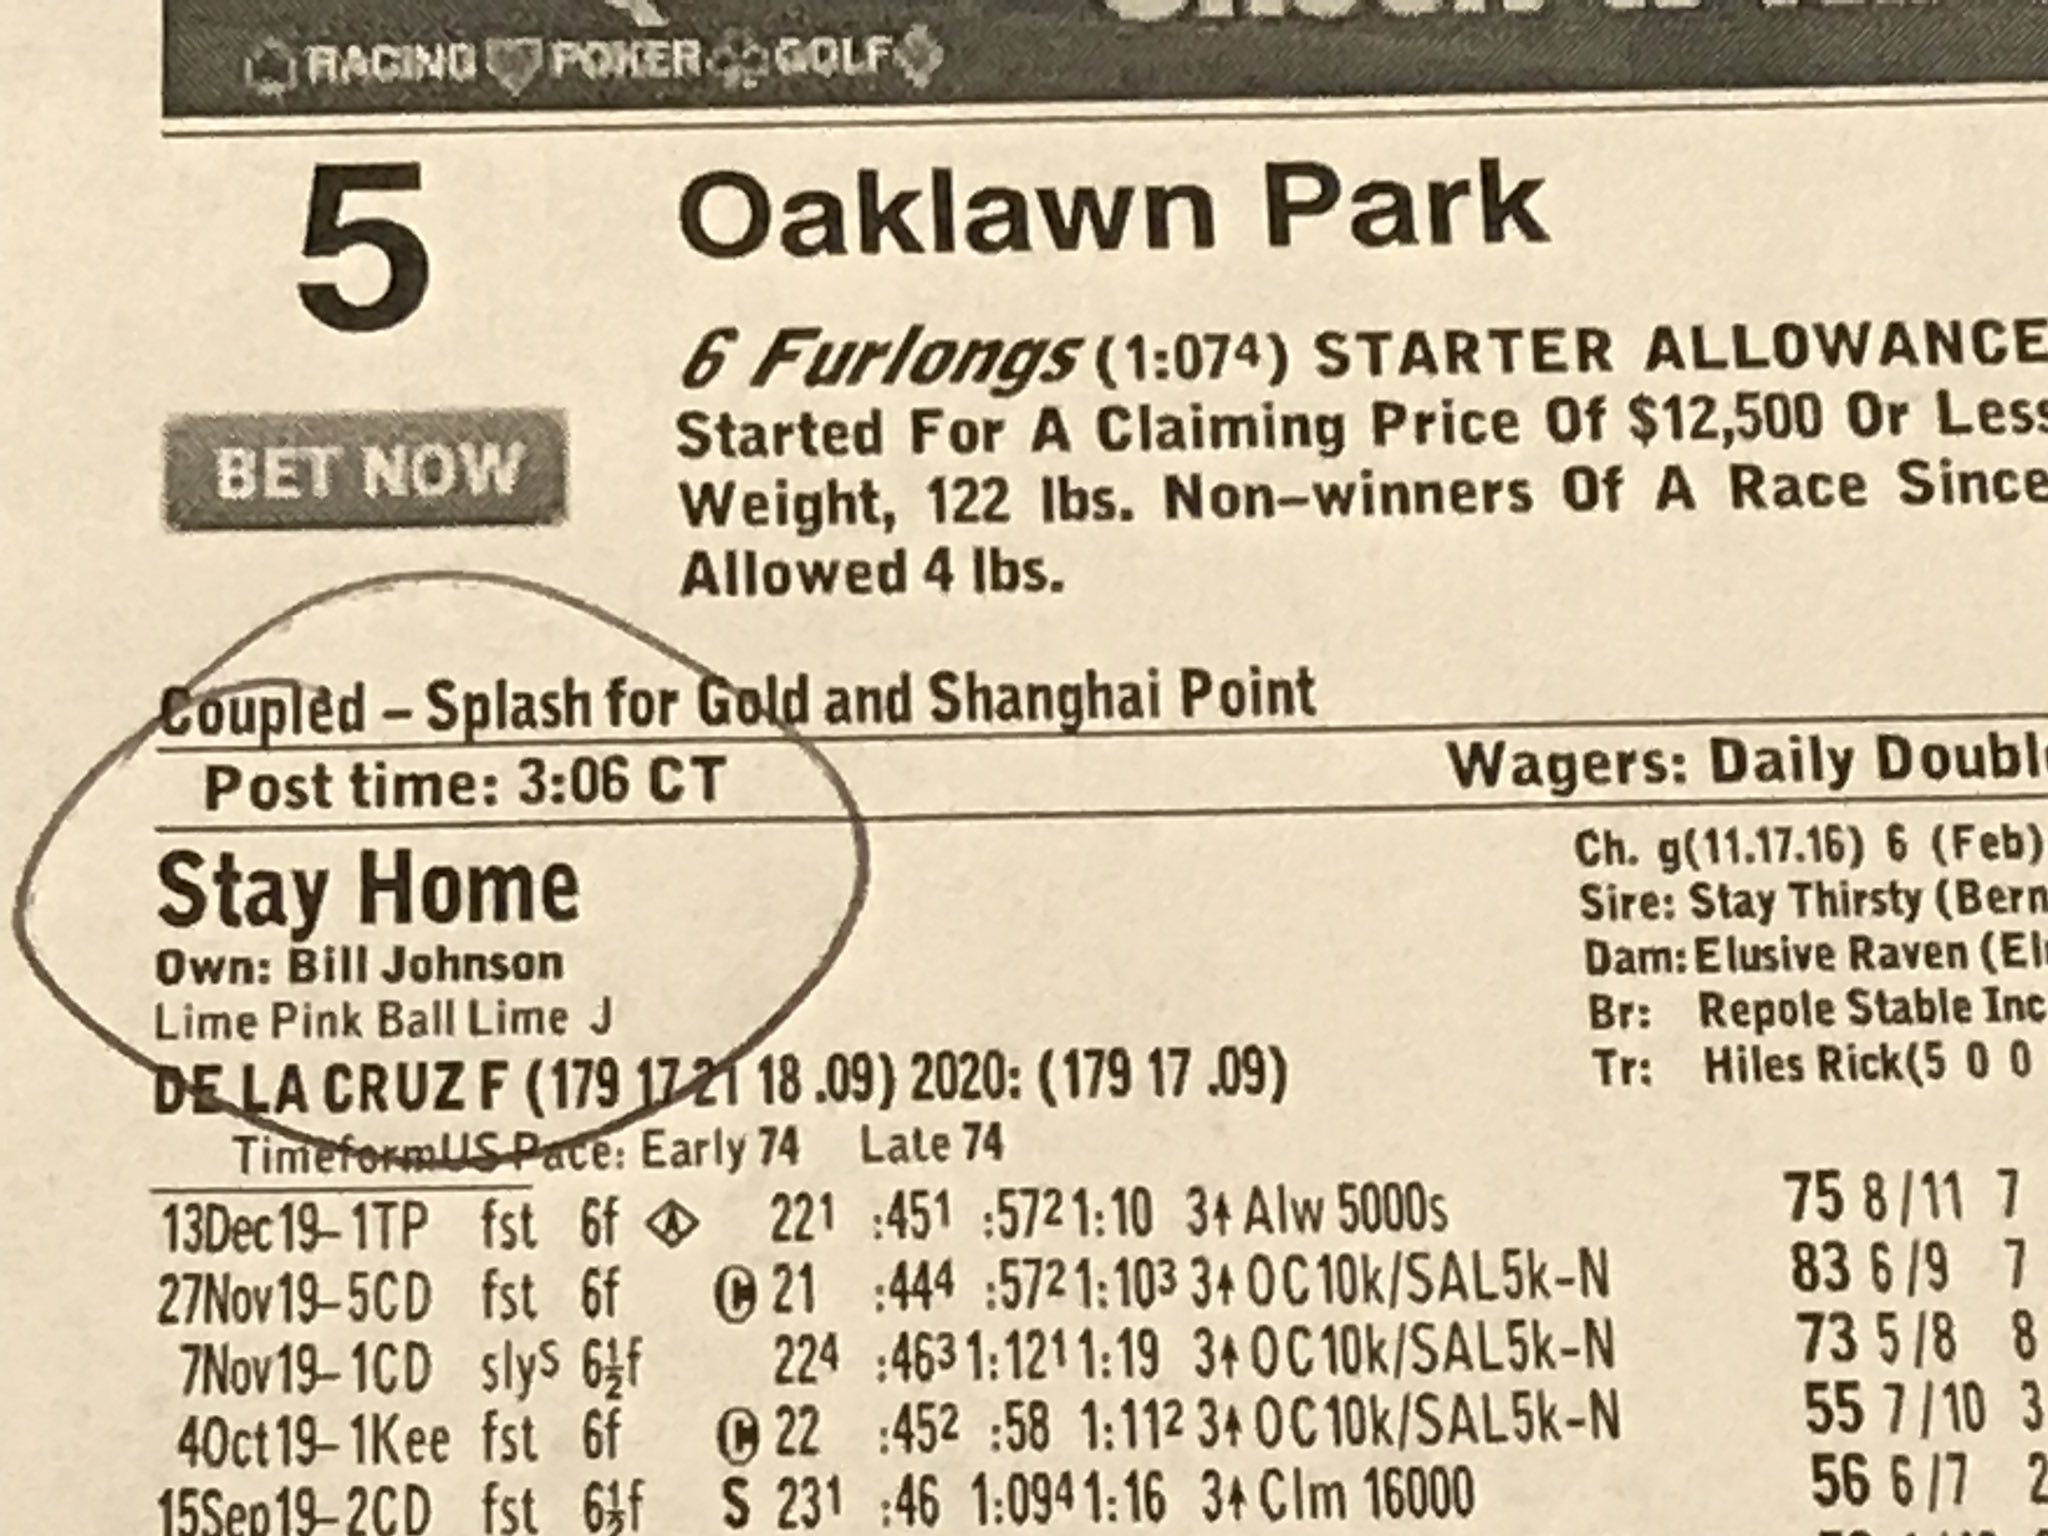 RACING POKER GOLF
5 Oaklawn Park
6 Furlongs (1:07⁴) STARTER ALLOWANCE
BET NOW
Started For A Claiming Price Of $12,500 Or Less
Weight, 122 lbs. Non-winners Of A Race Since
Allowed 4 lbs.
Coupled – Splash for Gold and Shanghai Point
Post time: 3:06 CT Wagers: Daily Double
Stay Home
Own: Bill Johnson
Lime Pink Ball Lime J
DE LA CRUZ F (179 17 21 18 .09) 2020: (179 17 .09)
Ch. g(11.17.16) 6 (Feb)
Sire: Stay Thirsty (Bern
Dam: Elusive Raven (El
Br: Repole Stable Inc
Tr: Hiles Rick(5 0 0
TimeformUS Pace: Early 74 Late 74
13Dec19–1TP fst 6f 22¹ :45¹ :57² 1:10 3↑ Alw 5000s 75 8/11 7
27Nov19–5CD fst 6f Ⓒ 21 :44⁴ :57² 1:10³ 3↑ OC10k/SAL5k-N 83 6/9 7
7Nov19–1CD slyS 6½f 22⁴ :46³ 1:12¹ 1:19 3↑ OC10k/SAL5k-N 73 5/8 8
4Oct19–1Kee fst 6f Ⓒ 22 :45² :58 1:11² 3↑ OC10k/SAL5k-N 55 7/10 3
15Sep19–2CD fst 6½f S 23¹ :46 1:09⁴ 1:16 3↑ Clm 16000 56 6/7 2